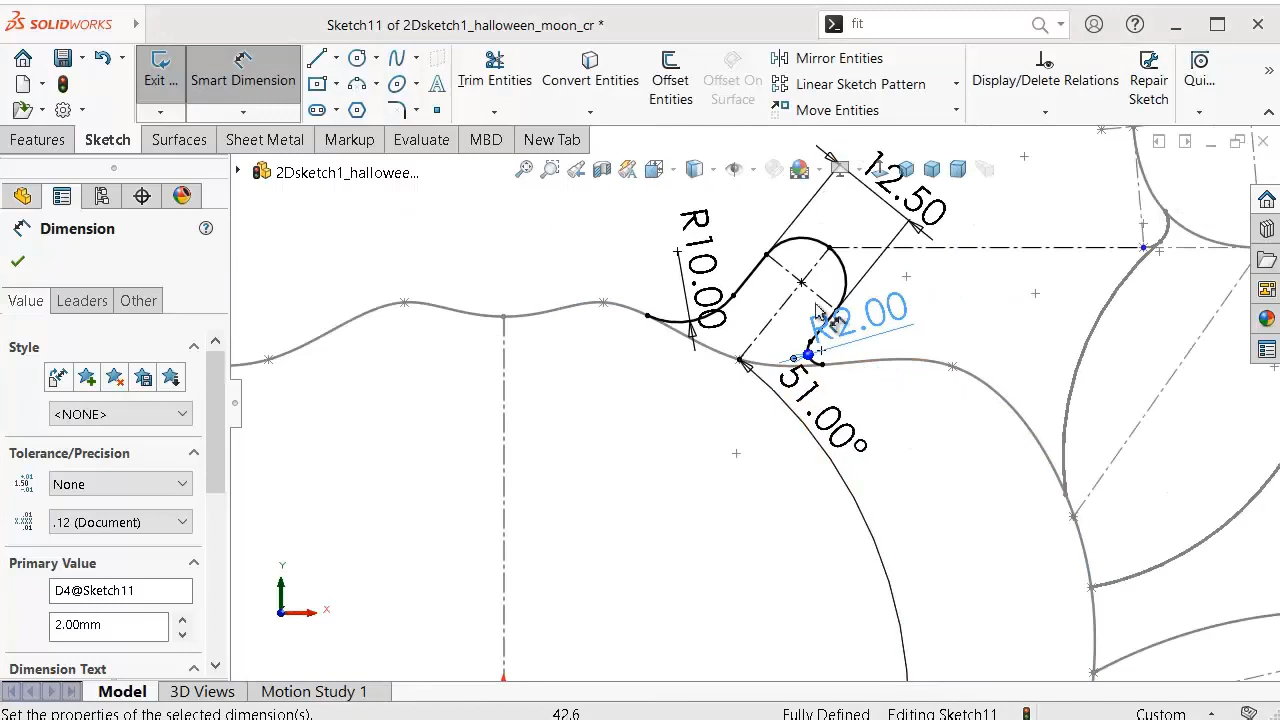 SOLIDWORKS
Sketch11 of 2Dsketch1_halloween_moon_cr *
fit
Exit ...
Smart Dimension
Trim Entities
Convert Entities
Offset
Entities
Offset On
Surface
Mirror Entities
Linear Sketch Pattern
Move Entities
Display/Delete Relations
Repair
Sketch
Qui...
Features
Sketch
Surfaces
Sheet Metal
Markup
Evaluate
MBD
New Tab
2Dsketch1_hallowee...
Dimension
Value
Leaders
Other
Style
<NONE>
Tolerance/Precision
None
.12 (Document)
Primary Value
D4@Sketch11
2.00mm
Dimension Text
12.50
R10.00
R2.00
51.00°
Y
X
Model
3D Views
Motion Study 1
Set the properties of the selected dimension(s).
42.6
Fully Defined
Editing Sketch11
Custom